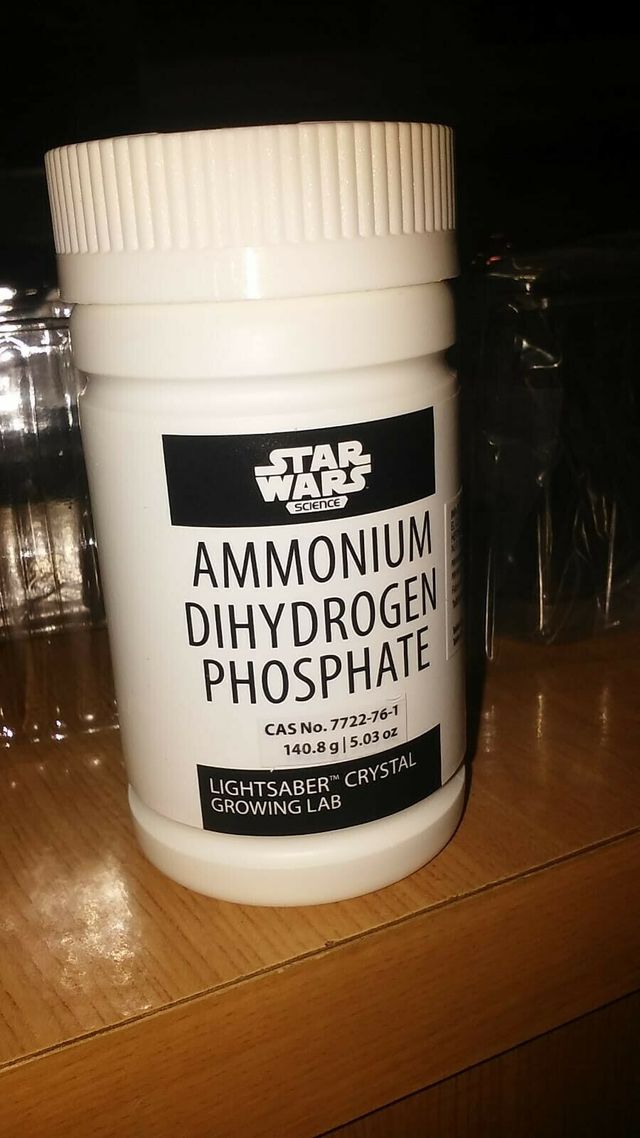 STAR
WARS
SCIENCE
AMMONIUM
DIHYDROGEN
PHOSPHATE
CAS No. 7722-76-1
140.8 g | 5.03 oz
LIGHTSABER™ CRYSTAL
GROWING LAB